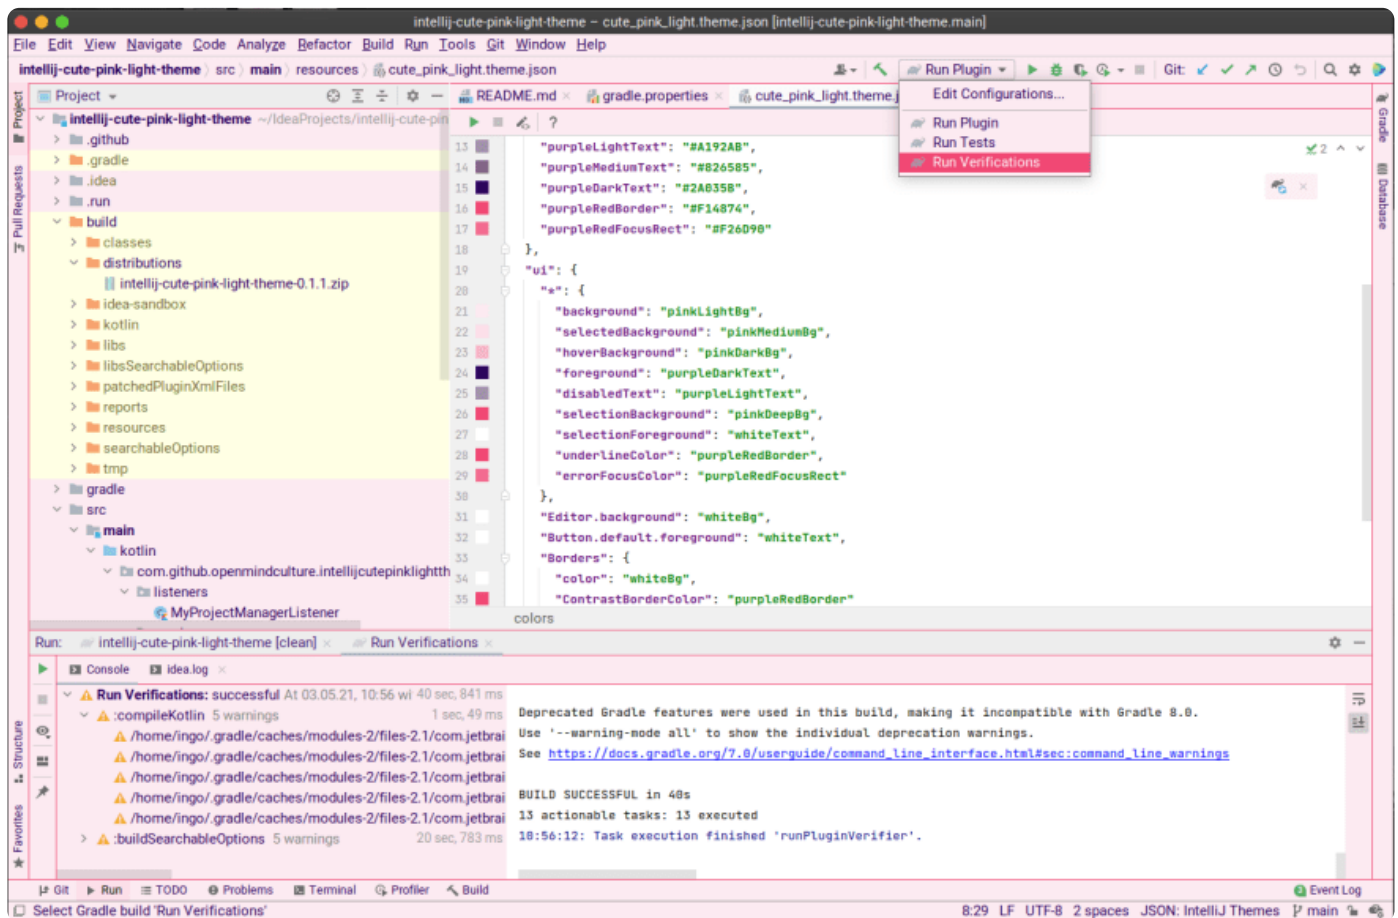 intellij-cute-pink-light-theme – cute_pink_light.theme.json [intellij-cute-pink-light-theme.main]
File Edit View Navigate Code Analyze Refactor Build Run Tools Git Window Help
intellij-cute-pink-light-theme src main resources cute_pink_light.theme.json Run Plugin Git:
Edit Configurations...
Run Plugin
Run Tests
Run Verifications
Project
Pull Requests
Structure
Favorites
Gradle
Database
Project
intellij-cute-pink-light-theme ~/IdeaProjects/intellij-cute-pin
.github
.gradle
.idea
.run
build
classes
distributions
intellij-cute-pink-light-theme-0.1.1.zip
idea-sandbox
kotlin
libs
libsSearchableOptions
patchedPluginXmlFiles
reports
resources
searchableOptions
tmp
gradle
src
main
kotlin
com.github.openmindculture.intellijcutepinklightth
listeners
MyProjectManagerListener
README.md gradle.properties cute_pink_light.theme.j
?
2
13 "purpleLightText": "#A192AB",
14 "purpleMediumText": "#826585",
15 "purpleDarkText": "#2A035B",
16 "purpleRedBorder": "#F14874",
17 "purpleRedFocusRect": "#F26D90"
18 },
19 "ui": {
20 "*": {
21 "background": "pinkLightBg",
22 "selectedBackground": "pinkMediumBg",
23 "hoverBackground": "pinkDarkBg",
24 "foreground": "purpleDarkText",
25 "disabledText": "purpleLightText",
26 "selectionBackground": "pinkDeepBg",
27 "selectionForeground": "whiteText",
28 "underlineColor": "purpleRedBorder",
29 "errorFocusColor": "purpleRedFocusRect"
30 },
31 "Editor.background": "whiteBg",
32 "Button.default.foreground": "whiteText",
33 "Borders": {
34 "color": "whiteBg",
35 "ContrastBorderColor": "purpleRedBorder"
colors
Run: intellij-cute-pink-light-theme [clean] Run Verifications
Console idea.log
Run Verifications: successful At 03.05.21, 10:56 wi 40 sec, 841 ms
:compileKotlin 5 warnings 1 sec, 49 ms
/home/ingo/.gradle/caches/modules-2/files-2.1/com.jetbrai
/home/ingo/.gradle/caches/modules-2/files-2.1/com.jetbrai
/home/ingo/.gradle/caches/modules-2/files-2.1/com.jetbrai
/home/ingo/.gradle/caches/modules-2/files-2.1/com.jetbrai
/home/ingo/.gradle/caches/modules-2/files-2.1/com.jetbrai
:buildSearchableOptions 5 warnings 20 sec, 783 ms
Deprecated Gradle features were used in this build, making it incompatible with Gradle 8.0.
Use '--warning-mode all' to show the individual deprecation warnings.
See https://docs.gradle.org/7.0/userguide/command_line_interface.html#sec:command_line_warnings
BUILD SUCCESSFUL in 40s
13 actionable tasks: 13 executed
10:56:12: Task execution finished 'runPluginVerifier'.
Git Run TODO Problems Terminal Profiler Build Event Log
Select Gradle build 'Run Verifications' 8:29 LF UTF-8 2 spaces JSON: IntelliJ Themes main